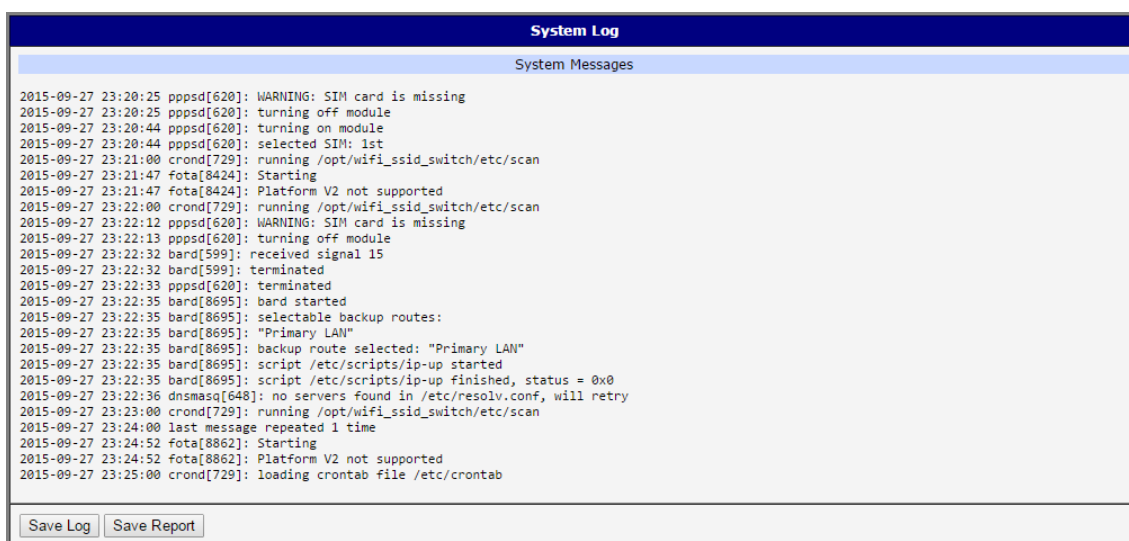 System Log
System Messages
2015-09-27 23:20:25 pppsd[620]: WARNING: SIM card is missing
2015-09-27 23:20:25 pppsd[620]: turning off module
2015-09-27 23:20:44 pppsd[620]: turning on module
2015-09-27 23:20:44 pppsd[620]: selected SIM: 1st
2015-09-27 23:21:00 crond[729]: running /opt/wifi_ssid_switch/etc/scan
2015-09-27 23:21:47 fota[8424]: Starting
2015-09-27 23:21:47 fota[8424]: Platform V2 not supported
2015-09-27 23:22:00 crond[729]: running /opt/wifi_ssid_switch/etc/scan
2015-09-27 23:22:12 pppsd[620]: WARNING: SIM card is missing
2015-09-27 23:22:13 pppsd[620]: turning off module
2015-09-27 23:22:32 bard[599]: received signal 15
2015-09-27 23:22:32 bard[599]: terminated
2015-09-27 23:22:33 pppsd[620]: terminated
2015-09-27 23:22:35 bard[8695]: bard started
2015-09-27 23:22:35 bard[8695]: selectable backup routes:
2015-09-27 23:22:35 bard[8695]: "Primary LAN"
2015-09-27 23:22:35 bard[8695]: backup route selected: "Primary LAN"
2015-09-27 23:22:35 bard[8695]: script /etc/scripts/ip-up started
2015-09-27 23:22:35 bard[8695]: script /etc/scripts/ip-up finished, status = 0x0
2015-09-27 23:22:36 dnsmasq[648]: no servers found in /etc/resolv.conf, will retry
2015-09-27 23:23:00 crond[729]: running /opt/wifi_ssid_switch/etc/scan
2015-09-27 23:24:00 last message repeated 1 time
2015-09-27 23:24:52 fota[8862]: Starting
2015-09-27 23:24:52 fota[8862]: Platform V2 not supported
2015-09-27 23:25:00 crond[729]: loading crontab file /etc/crontab
Save Log Save Report